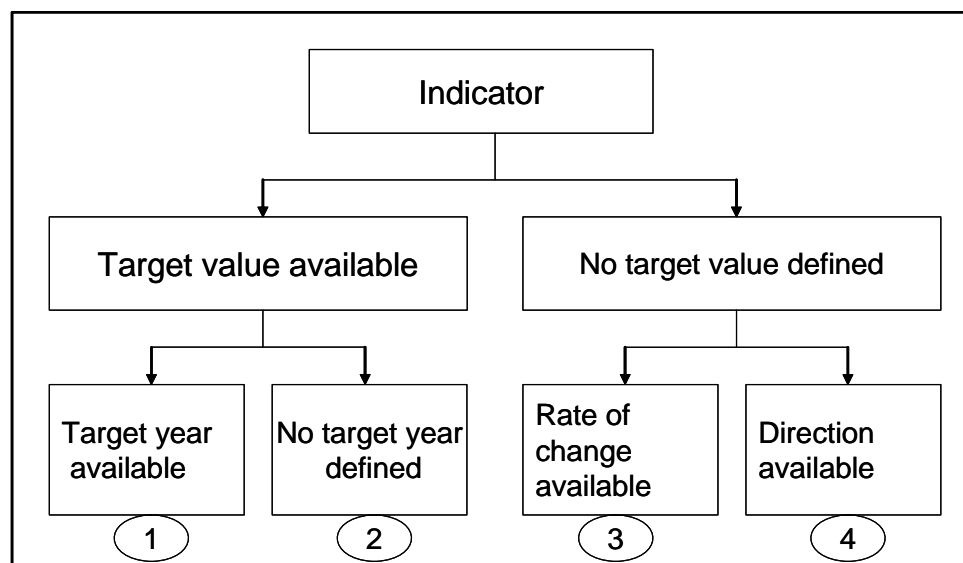 Indicator
Target value available
No target value defined
Target year
available
No target year
defined
Rate of
change
available
Direction
available
1
2
3
4